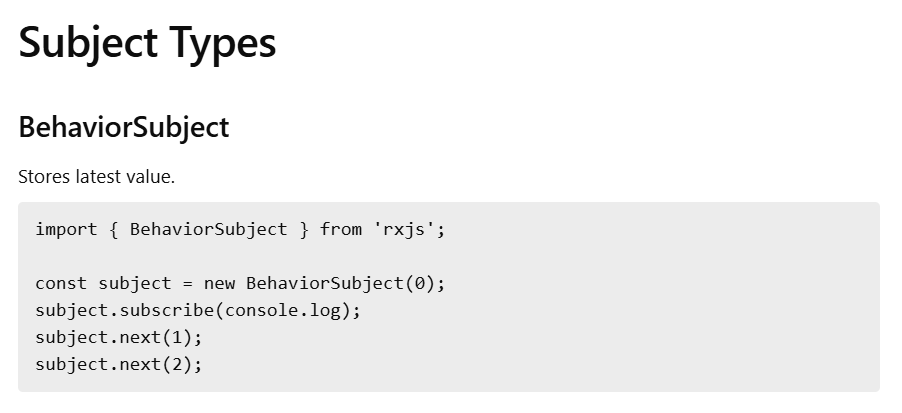 Subject Types
BehaviorSubject
Stores latest value.
import { BehaviorSubject } from 'rxjs';
const subject = new BehaviorSubject(0);
subject.subscribe(console.log);
subject.next(1);
subject.next(2);